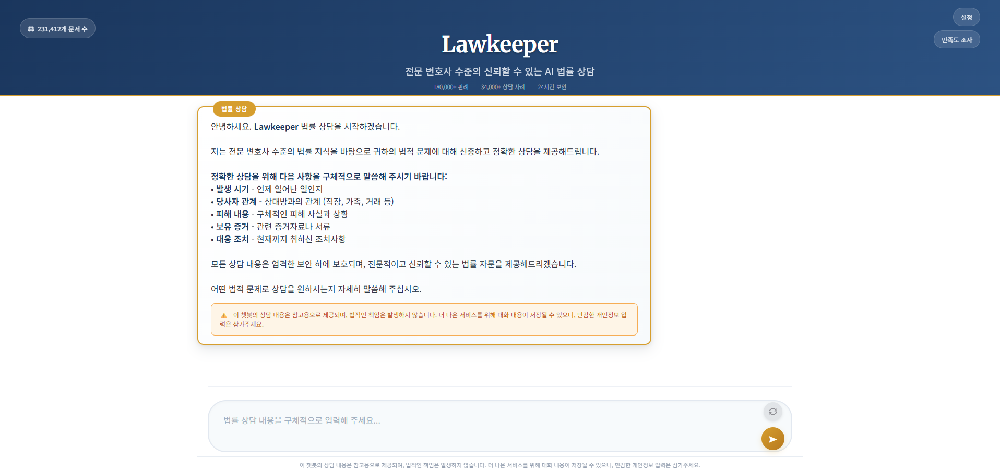 231,412개 문서 수
설정
만족도 조사
Lawkeeper
전문 변호사 수준의 신뢰할 수 있는 AI 법률 상담
180,000+ 판례 34,000+ 상담 사례 24시간 보안
법률 상담
안녕하세요. Lawkeeper 법률 상담을 시작하겠습니다.
저는 전문 변호사 수준의 법률 지식을 바탕으로 귀하의 법적 문제에 대해 신중하고 정확한 상담을 제공해드립니다.
정확한 상담을 위해 다음 사항을 구체적으로 말씀해 주시기 바랍니다:
• 발생 시기 - 언제 일어난 일인지
• 당사자 관계 - 상대방과의 관계 (직장, 가족, 거래 등)
• 피해 내용 - 구체적인 피해 사실과 상황
• 보유 증거 - 관련 증거자료나 서류
• 대응 조치 - 현재까지 취하신 조치사항
모든 상담 내용은 엄격한 보안 하에 보호되며, 전문적이고 신뢰할 수 있는 법률 자문을 제공해드리겠습니다.
어떤 법적 문제로 상담을 원하시는지 자세히 말씀해 주십시오.
이 챗봇의 상담 내용은 참고용으로 제공되며, 법적인 책임은 발생하지 않습니다. 더 나은 서비스를 위해 대화 내용이 저장될 수 있으니, 민감한 개인정보 입
력은 삼가주세요.
법률 상담 내용을 구체적으로 입력해 주세요...
이 챗봇의 상담 내용은 참고용으로 제공되며, 법적인 책임은 발생하지 않습니다. 더 나은 서비스를 위해 대화 내용이 저장될 수 있으니, 민감한 개인정보 입력은 삼가주세요.